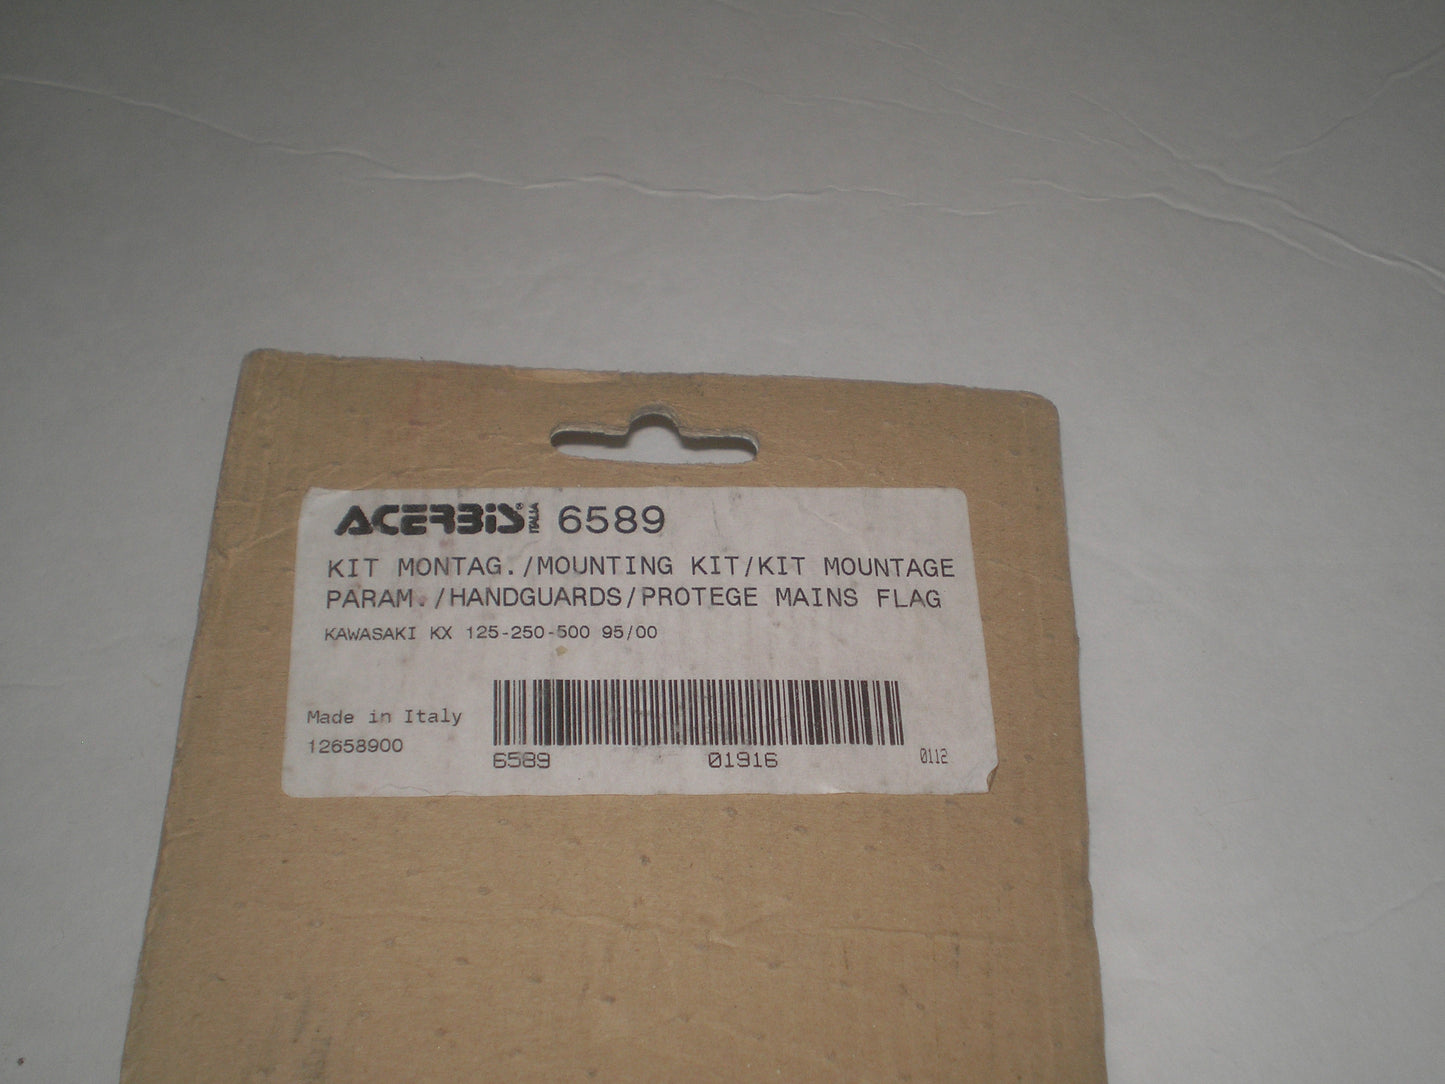 ACERBiS® ITALIA 6589
KIT MONTAG./MOUNTING KIT/KIT MOUNTAGE
PARAM./HANDGUARDS/PROTEGE MAINS FLAG
KAWASAKI KX 125-250-500 95/00
Made in Italy
12658900
6589 01916 0112